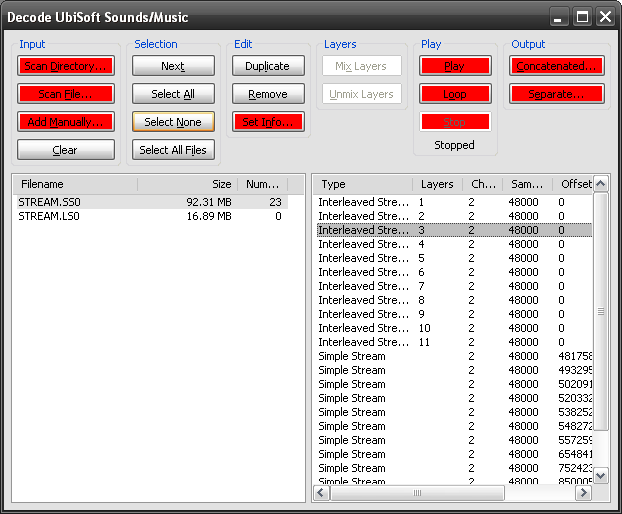 Decode UbiSoft Sounds/Music
Input
Selection
Edit
Layers
Play
Output
Scan Directory...
Next
Duplicate
Mix Layers
Play
Concatenated...
Scan File...
Select All
Remove
Unmix Layers
Loop
Separate...
Add Manually...
Select None
Set Info...
Stop
Clear
Select All Files
Stopped
Filename Size Num...
STREAM.SS0 92.31 MB 23
STREAM.LS0 16.89 MB 0
Type Layers Ch... Sam... Offset
Interleaved Stre... 1 2 48000 0
Interleaved Stre... 2 2 48000 0
Interleaved Stre... 3 2 48000 0
Interleaved Stre... 4 2 48000 0
Interleaved Stre... 5 2 48000 0
Interleaved Stre... 6 2 48000 0
Interleaved Stre... 7 2 48000 0
Interleaved Stre... 8 2 48000 0
Interleaved Stre... 9 2 48000 0
Interleaved Stre... 10 2 48000 0
Interleaved Stre... 11 2 48000 0
Simple Stream 2 48000 481758
Simple Stream 2 48000 493295
Simple Stream 2 48000 502091
Simple Stream 2 48000 520332
Simple Stream 2 48000 538252
Simple Stream 2 48000 548272
Simple Stream 2 48000 557259
Simple Stream 2 48000 654841
Simple Stream 2 48000 752423
Simple Stream 2 48000 850005